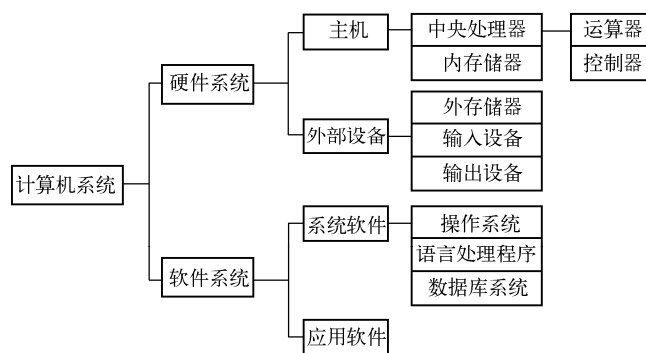 主机
中央处理器
运算器
内存储器
控制器
硬件系统
外存储器
外部设备
输入设备
输出设备
计算机系统
系统软件
操作系统
语言处理程序
软件系统
数据库系统
应用软件